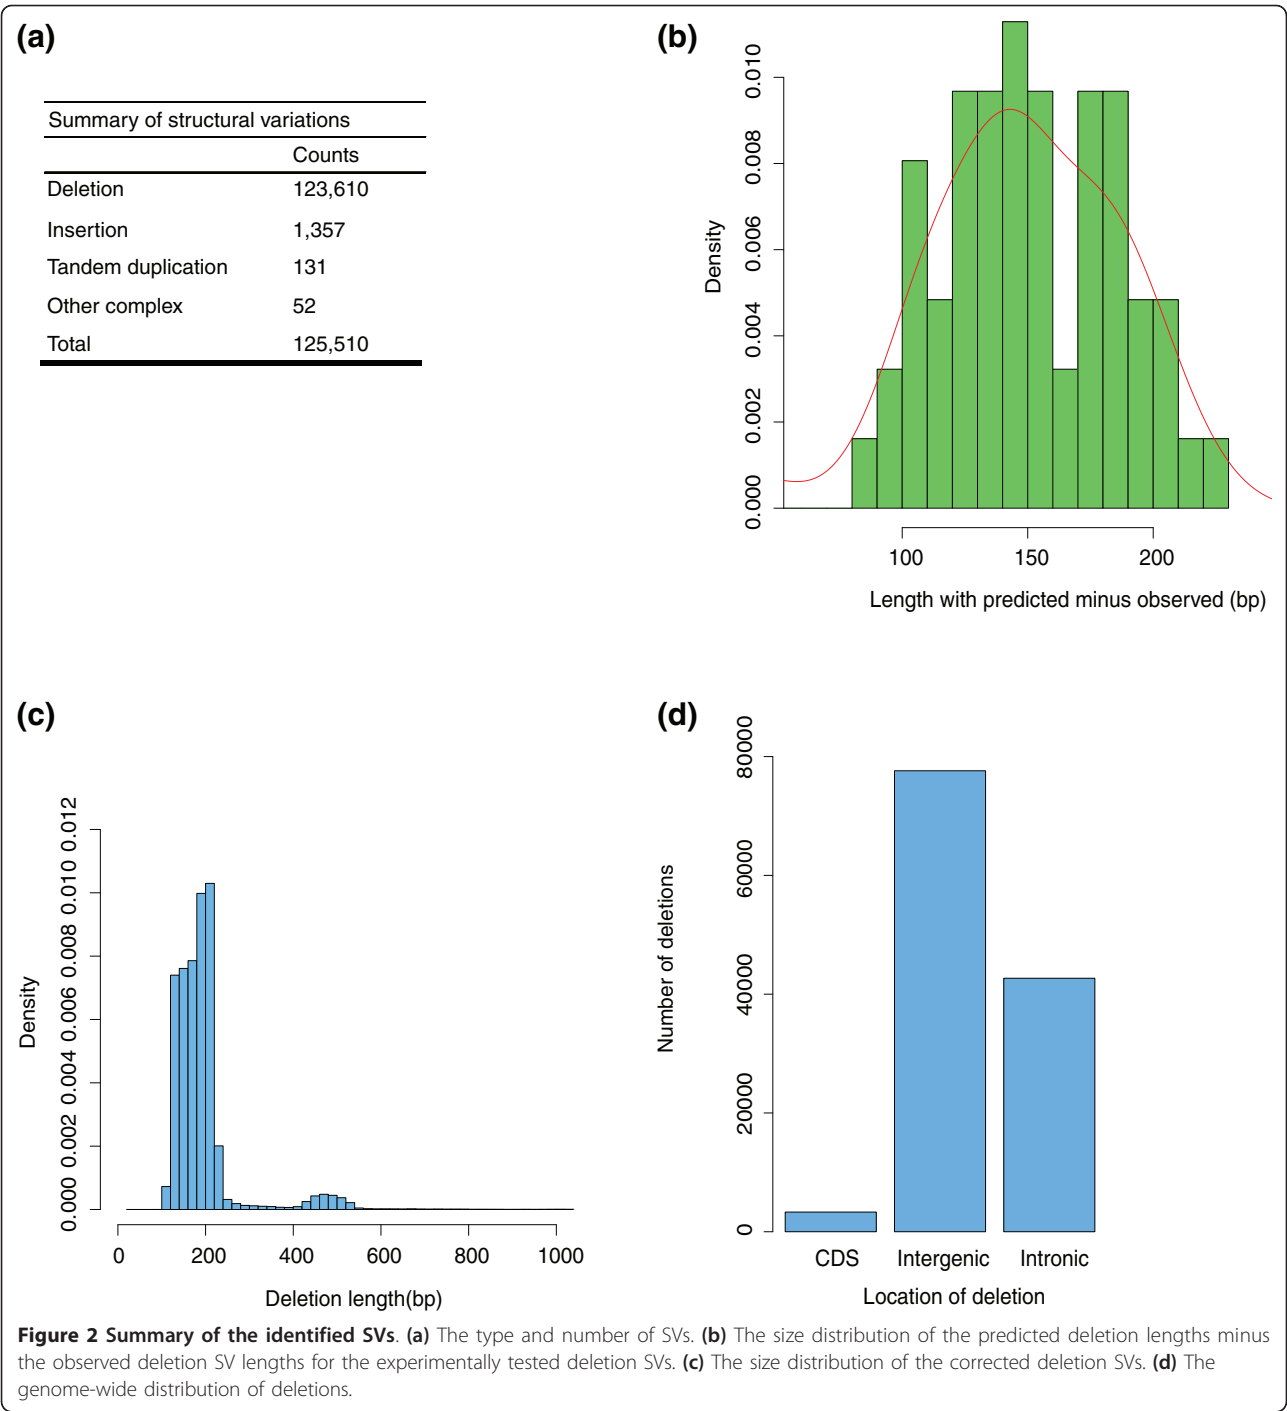 (a)
Summary of structural variations
Counts
Deletion 123,610
Insertion 1,357
Tandem duplication 131
Other complex 52
Total 125,510
(b)
Density
0.000 0.002 0.004 0.006 0.008 0.010
100 150 200
Length with predicted minus observed (bp)
(c)
Density
0.000 0.002 0.004 0.006 0.008 0.010 0.012
0 200 400 600 800 1000
Deletion length(bp)
(d)
Number of deletions
0 20000 40000 60000 80000
CDS Intergenic Intronic
Location of deletion
Figure 2 Summary of the identified SVs. (a) The type and number of SVs. (b) The size distribution of the predicted deletion lengths minus
the observed deletion SV lengths for the experimentally tested deletion SVs. (c) The size distribution of the corrected deletion SVs. (d) The
genome-wide distribution of deletions.